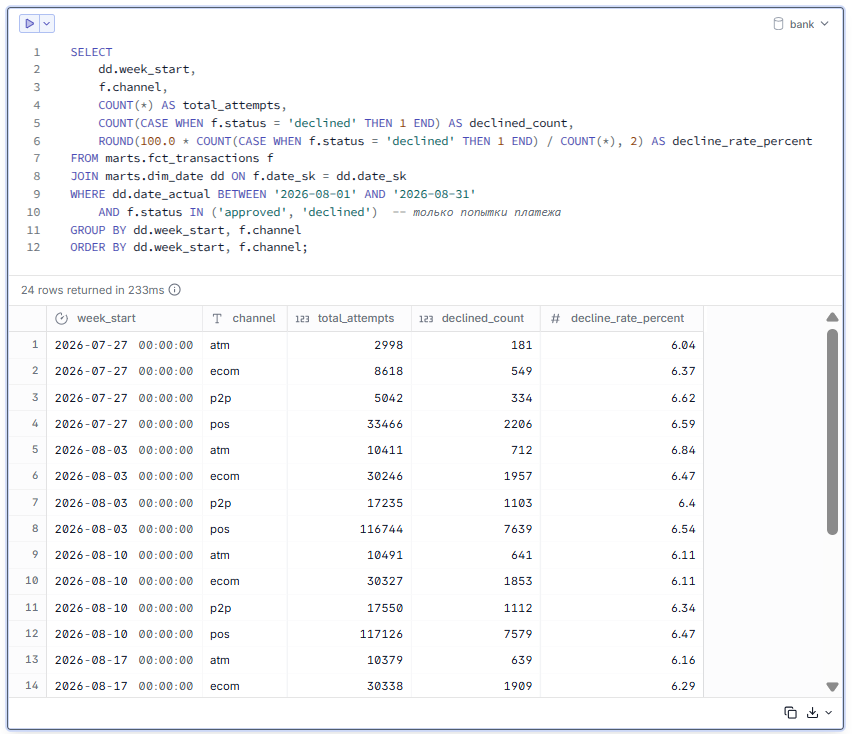 bank
1 SELECT
2 dd.week_start,
3 f.channel,
4 COUNT(*) AS total_attempts,
5 COUNT(CASE WHEN f.status = 'declined' THEN 1 END) AS declined_count,
6 ROUND(100.0 * COUNT(CASE WHEN f.status = 'declined' THEN 1 END) / COUNT(*), 2) AS decline_rate_percent
7 FROM marts.fct_transactions f
8 JOIN marts.dim_date dd ON f.date_sk = dd.date_sk
9 WHERE dd.date_actual BETWEEN '2026-08-01' AND '2026-08-31'
10 AND f.status IN ('approved', 'declined') -- только попытки платежа
11 GROUP BY dd.week_start, f.channel
12 ORDER BY dd.week_start, f.channel;
24 rows returned in 233ms
week_start T channel 123 total_attempts 123 declined_count # decline_rate_percent
1 2026-07-27 00:00:00 atm 2998 181 6.04
2 2026-07-27 00:00:00 ecom 8618 549 6.37
3 2026-07-27 00:00:00 p2p 5042 334 6.62
4 2026-07-27 00:00:00 pos 33466 2206 6.59
5 2026-08-03 00:00:00 atm 10411 712 6.84
6 2026-08-03 00:00:00 ecom 30246 1957 6.47
7 2026-08-03 00:00:00 p2p 17235 1103 6.4
8 2026-08-03 00:00:00 pos 116744 7639 6.54
9 2026-08-10 00:00:00 atm 10491 641 6.11
10 2026-08-10 00:00:00 ecom 30327 1853 6.11
11 2026-08-10 00:00:00 p2p 17550 1112 6.34
12 2026-08-10 00:00:00 pos 117126 7579 6.47
13 2026-08-17 00:00:00 atm 10379 639 6.16
14 2026-08-17 00:00:00 ecom 30338 1909 6.29